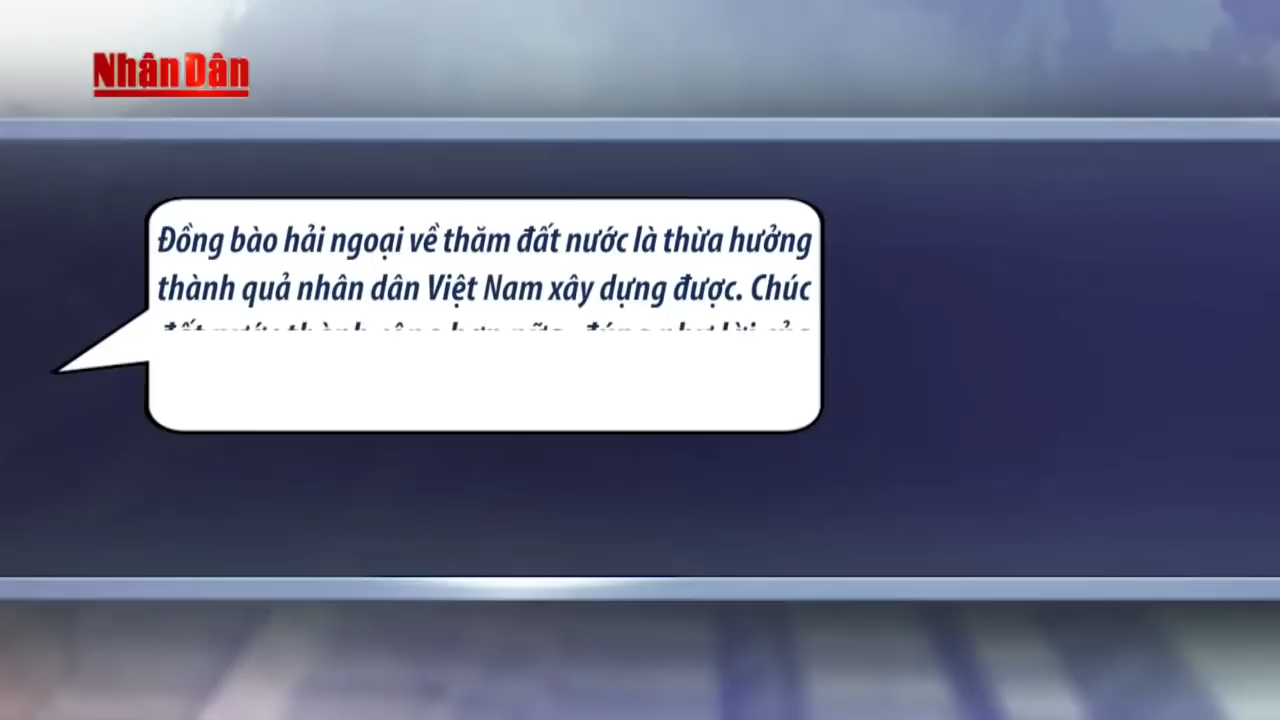 Nhân Dân
Đồng bào hải ngoại về thăm đất nước là thừa hưởng
thành quả nhân dân Việt Nam xây dựng được. Chúc